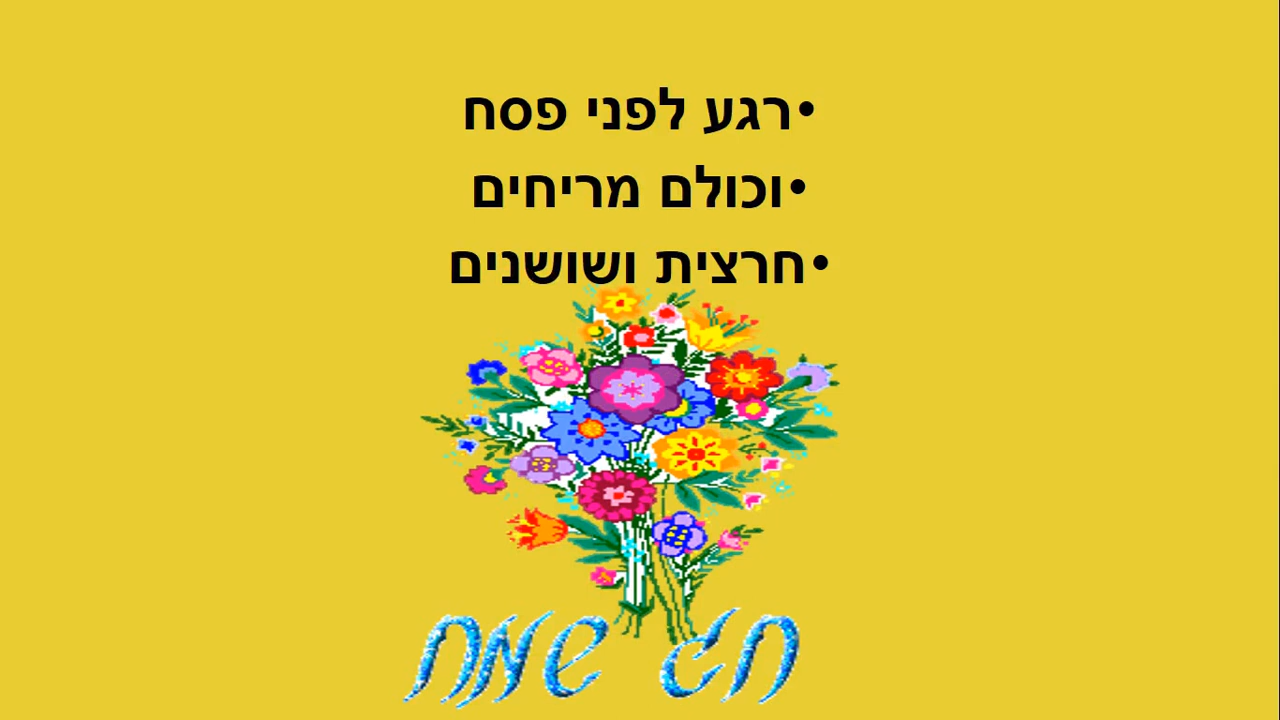 •רגע לפני פסח
•וכולם מריחים
•חרצית ושושנים
חג שמח